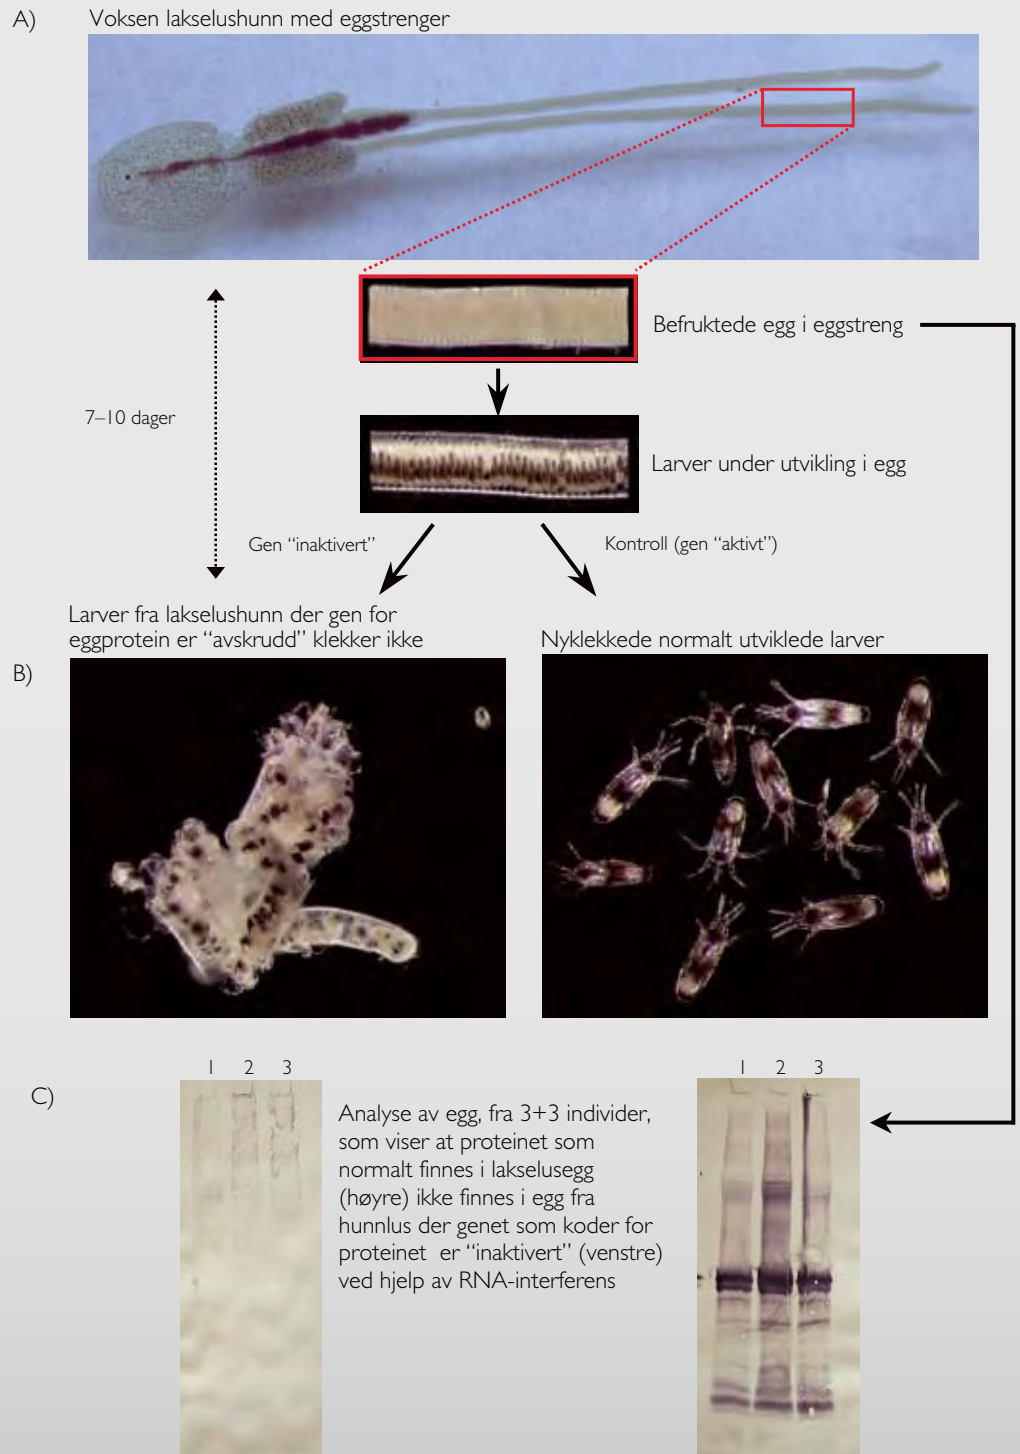 A)
Voksen lakselushunn med eggstrenger
Befruktede egg i eggstreng
7–10 dager
Larver under utvikling i egg
Gen “inaktivert”
Kontroll (gen “aktivt”)
Larver fra lakselushunn der gen for
eggprotein er “avskrudd” klekker ikke
Nyklekkede normalt utviklede larver
B)
C)
1 2 3
Analyse av egg, fra 3+3 individer,
som viser at proteinet som
normalt finnes i lakselusegg
(høyre) ikke finnes i egg fra
hunnlus der genet som koder for
proteinet er “inaktivert” (venstre)
ved hjelp av RNA-interferens
1 2 3